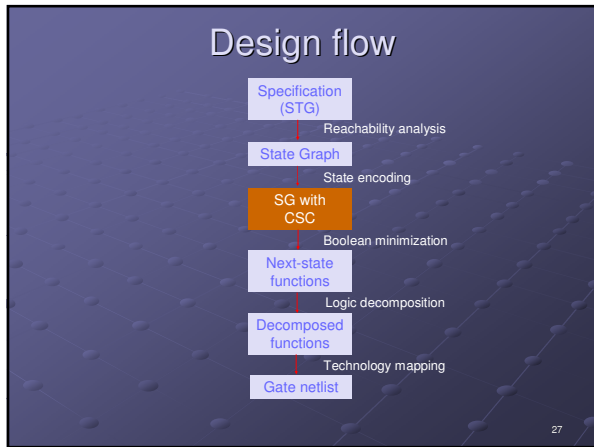 Design flow
Specification
(STG)
Reachability analysis
State Graph
State encoding
SG with
CSC
Boolean minimization
Next-state
functions
Logic decomposition
Decomposed
functions
Technology mapping
Gate netlist
27